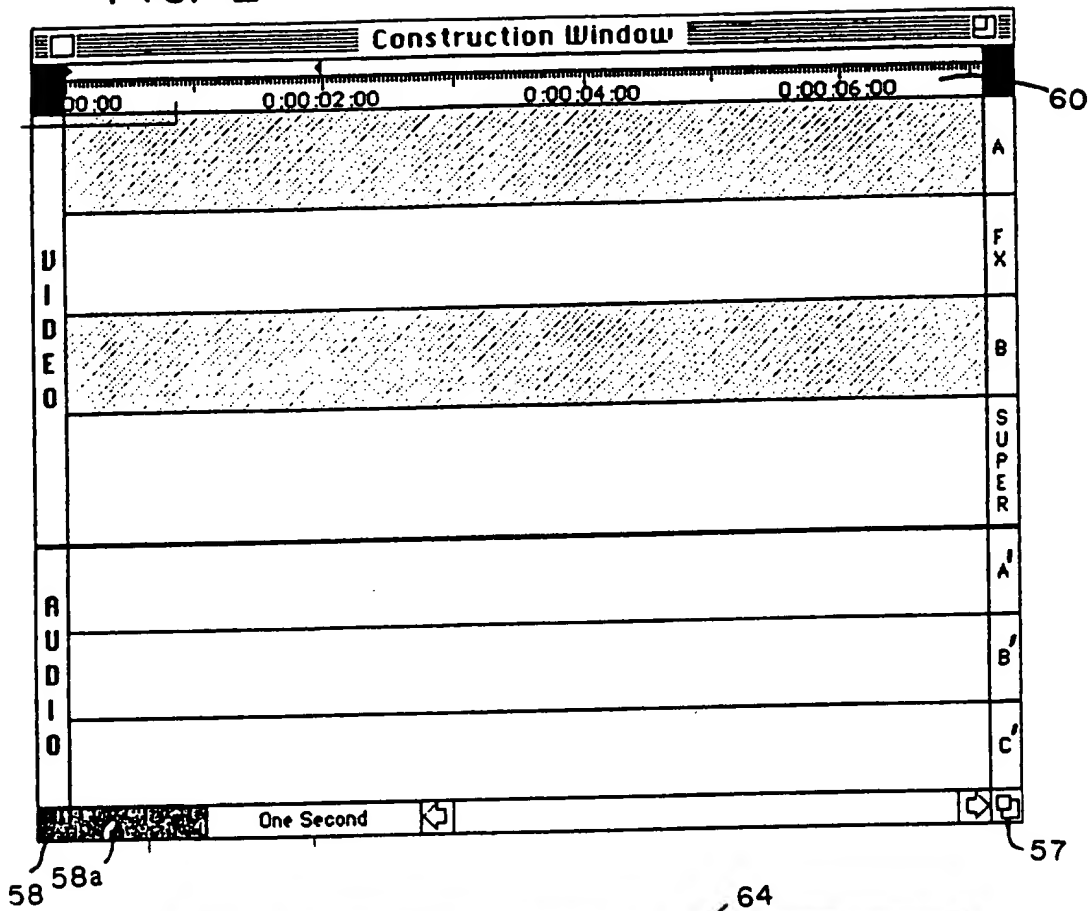 Construction Window
00:00 0:00:02:00 0:00:04:00 0:00:06:00
60
A
FX
B
SUPER
VIDEO
A'
B'
C'
AUDIO
One Second
57
58
58a
64